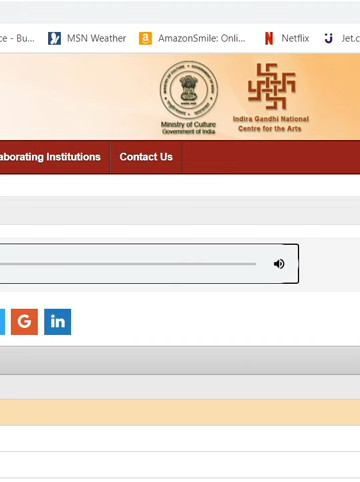 ce - Bu... MSN Weather AmazonSmile: Onli... Netflix Jet.c
Ministry of Culture
Government of India
Indira Gandhi National
Centre for the Arts
aborating Institutions Contact Us
G in